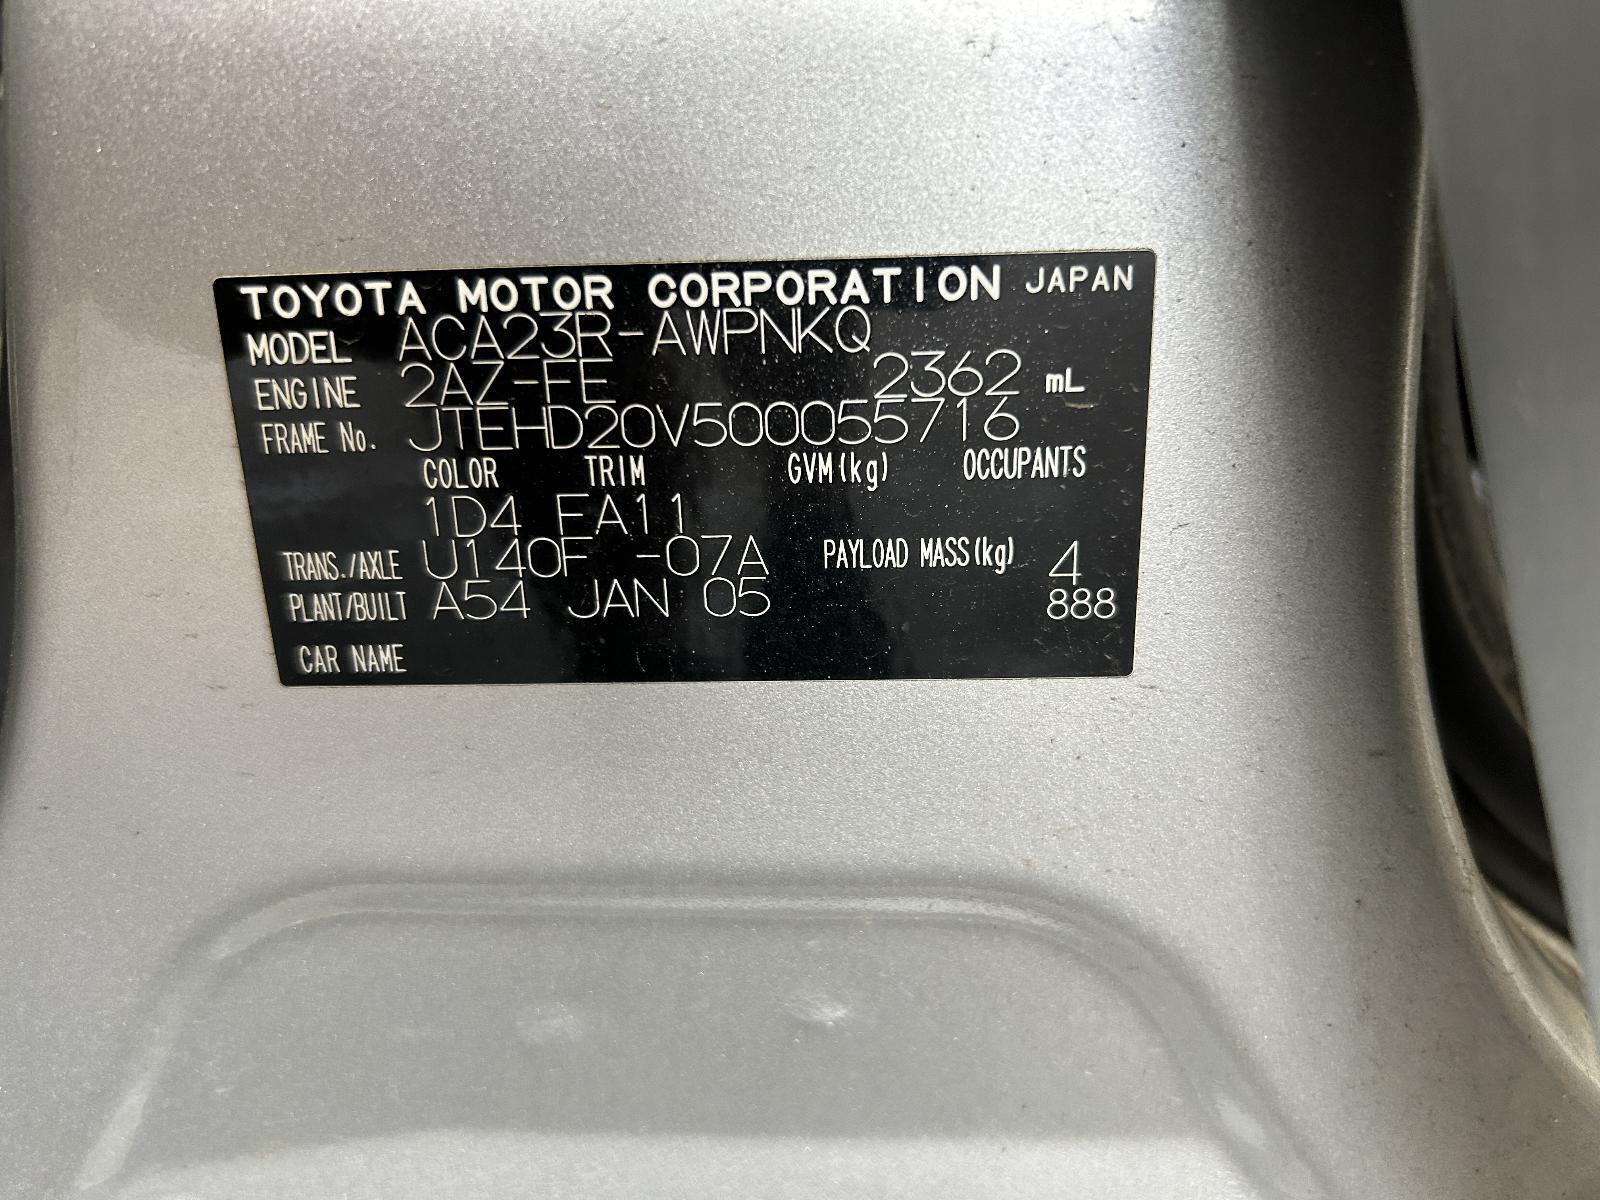 TOYOTA MOTOR CORPORATION JAPAN
MODEL ACA23R-AWPNKQ
ENGINE 2AZ-FE 2362 mL
FRAME No. JTEHD20V500055716
COLOR TRIM GVM(kg) OCCUPANTS
1D4 FA11
TRANS./AXLE U140F -07A PAYLOAD MASS(kg) 4
PLANT/BUILT A54 JAN 05 888
CAR NAME